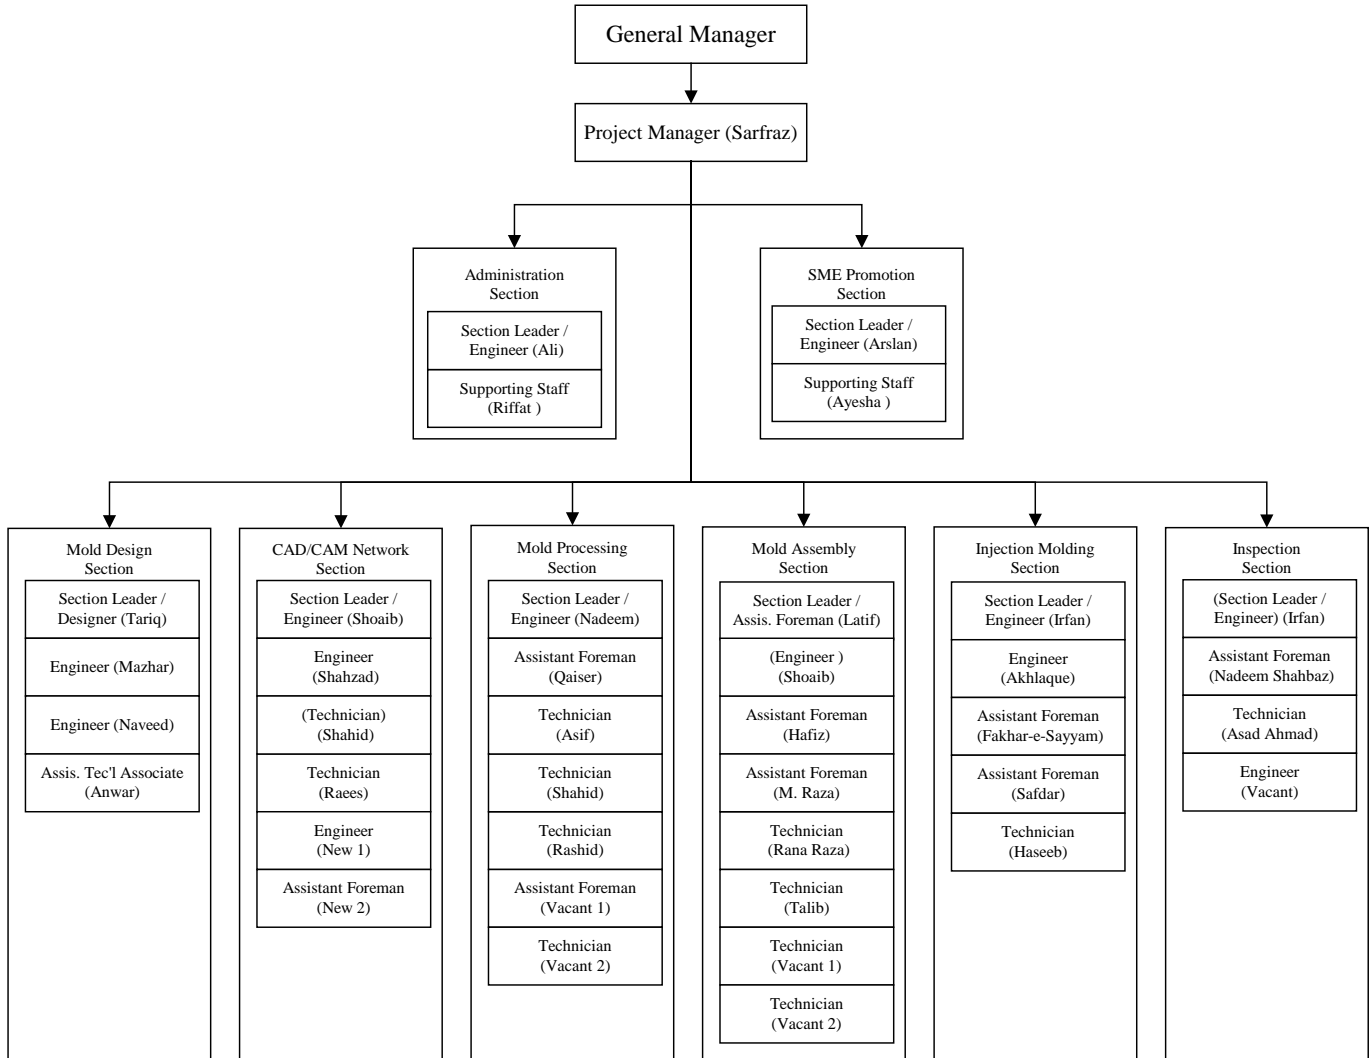 General Manager
Project Manager (Sarfraz)
Administration
Section
Section Leader /
Engineer (Ali)
Supporting Staff
(Riffat )
SME Promotion
Section
Section Leader /
Engineer (Arslan)
Supporting Staff
(Ayesha )
Mold Design
Section
Section Leader /
Designer (Tariq)
Engineer (Mazhar)
Engineer (Naveed)
Assis. Tec'l Associate
(Anwar)
CAD/CAM Network
Section
Section Leader /
Engineer (Shoaib)
Engineer
(Shahzad)
(Technician)
(Shahid)
Technician
(Raees)
Engineer
(New 1)
Assistant Foreman
(New 2)
Mold Processing
Section
Section Leader /
Engineer (Nadeem)
Assistant Foreman
(Qaiser)
Technician
(Asif)
Technician
(Shahid)
Technician
(Rashid)
Assistant Foreman
(Vacant 1)
Technician
(Vacant 2)
Mold Assembly
Section
Section Leader /
Assis. Foreman (Latif)
(Engineer )
Shoaib)
Assistant Foreman
(Hafiz)
Assistant Foreman
(M. Raza)
Technician
(Rana Raza)
Technician
(Talib)
Technician
(Vacant 1)
Technician
(Vacant 2)
Injection Molding
Section
Section Leader /
Engineer (Irfan)
Engineer
(Akhlaque)
Assistant Foreman
(Fakhar-e-Sayyam)
Assistant Foreman
(Safdar)
Technician
(Haseeb)
Inspection
Section
(Section Leader /
Engineer) (Irfan)
Assistant Foreman
(Nadeem Shahbaz)
Technician
(Asad Ahmad)
Engineer
(Vacant)